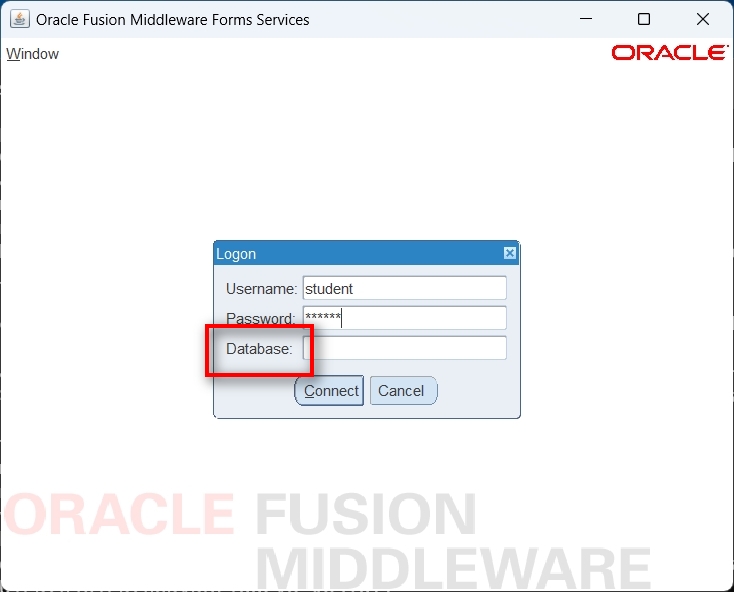 Oracle Fusion Middleware Forms Services
Window
ORACLE
Logon
Username: student
Password: ******
Database:
Connect Cancel
ORACLE FUSION
MIDDLEWARE